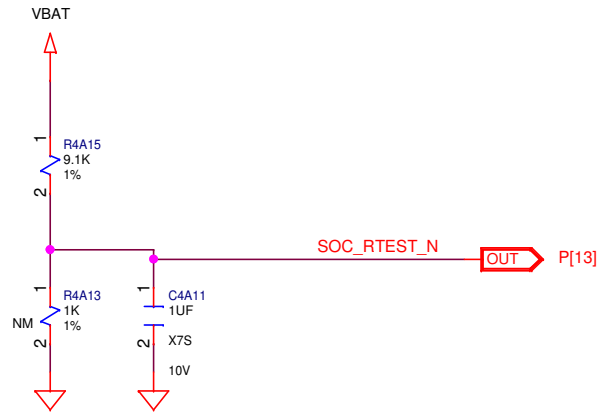 VBAT
1
R4A15
9.1K
1%
2
SOC_RTEST_N
OUT
P[13]
1
R4A13
1K
NM
1%
2
1
C4A11
1UF
2
X7S
10V